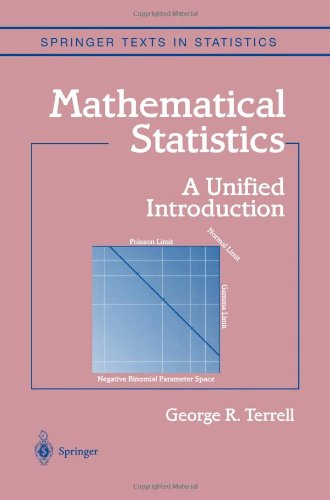 SPRINGER TEXTS IN STATISTICS
Mathematical
Statistics
A Unified
Introduction
Poisson Limit
Normal Limit
Gamma Limit
Negative Binomial Parameter Space
George R. Terrell
Springer